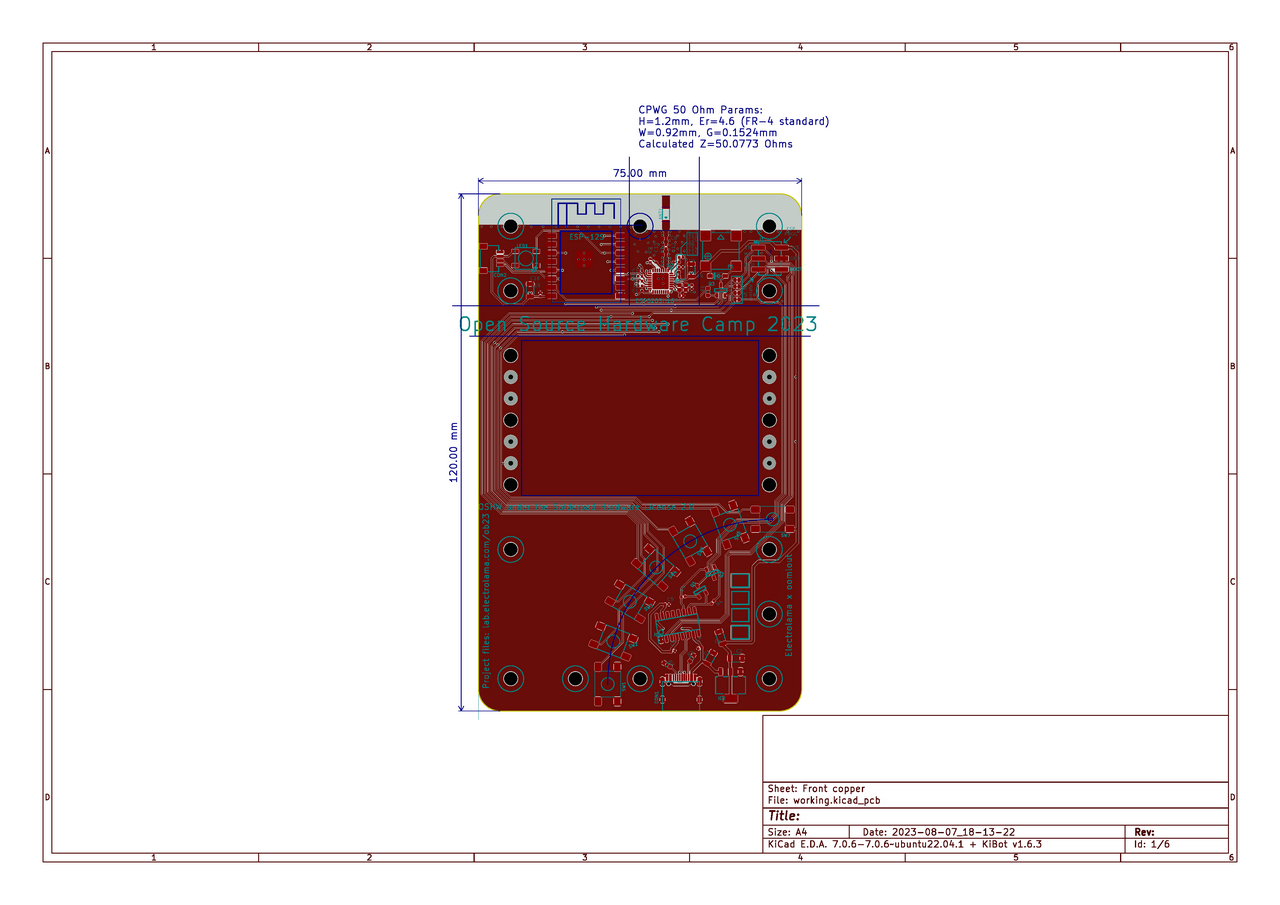 1 2 3 4 5 6
CPWG 50 Ohm Params:
H=1.2mm, Er=4.6 (FR-4 standard)
W=0.92mm, G=0.1524mm
Calculated Z=50.0773 Ohms
A A
75.00 mm
ESP-12S
Open Source Hardware Camp 2023
B B
120.00 mm
Project files: lab.electrolama.com/ob23
Electrolama x oomlout
C C
D D
Sheet: Front copper
File: working.kicad_pcb
Title:
Size: A4 Date: 2023-08-07_18-13-22 Rev:
KiCad E.D.A. 7.0.6-7.0.6~ubuntu22.04.1 + KiBot v1.6.3 Id: 1/6
1 2 3 4 5 6